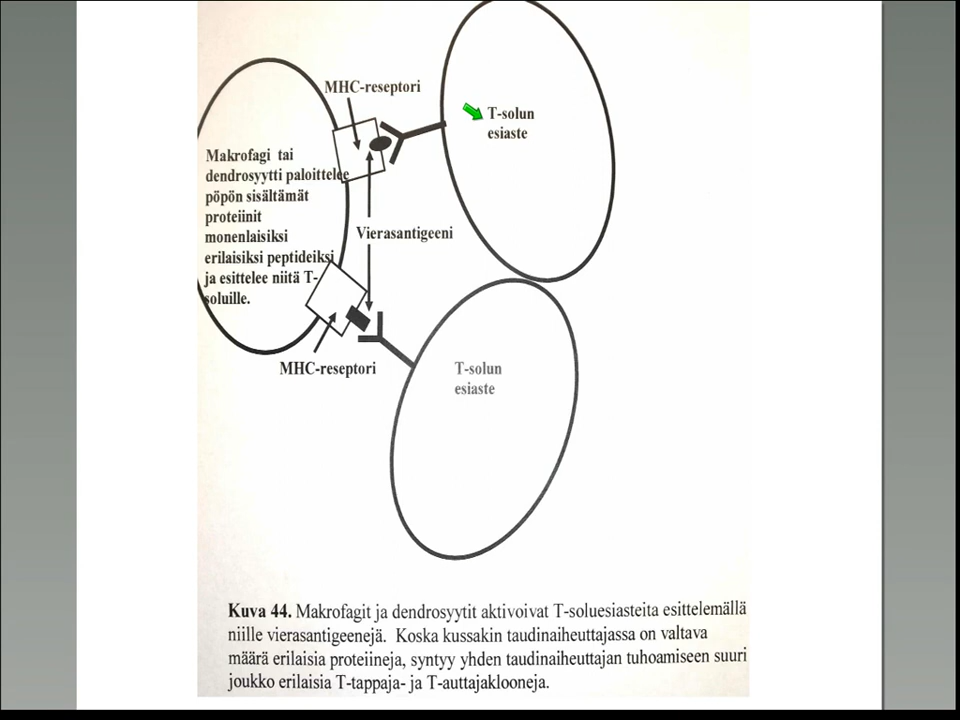 MHC-reseptori
T-solun
esiaste
Makrofagi tai
dendrosyytti paloittelee
pöpön sisältämät
proteiinit
monenlaisiksi
erilaisiksi peptideiksi
ja esittelee niitä T-
soluille.
Vierasantigeeni
MHC-reseptori
T-solun
esiaste
Kuva 44. Makrofagit ja dendrosyytit aktivoivat T-soluesiasteita esittelemällä
niille vierasantigeenejä. Koska kussakin taudinaiheuttajassa on valtava
määrä erilaisia proteiineja, syntyy yhden taudinaiheuttajan tuhoamiseen suuri
joukko erilaisia T-tappaja- ja T-auttajaklooneja.